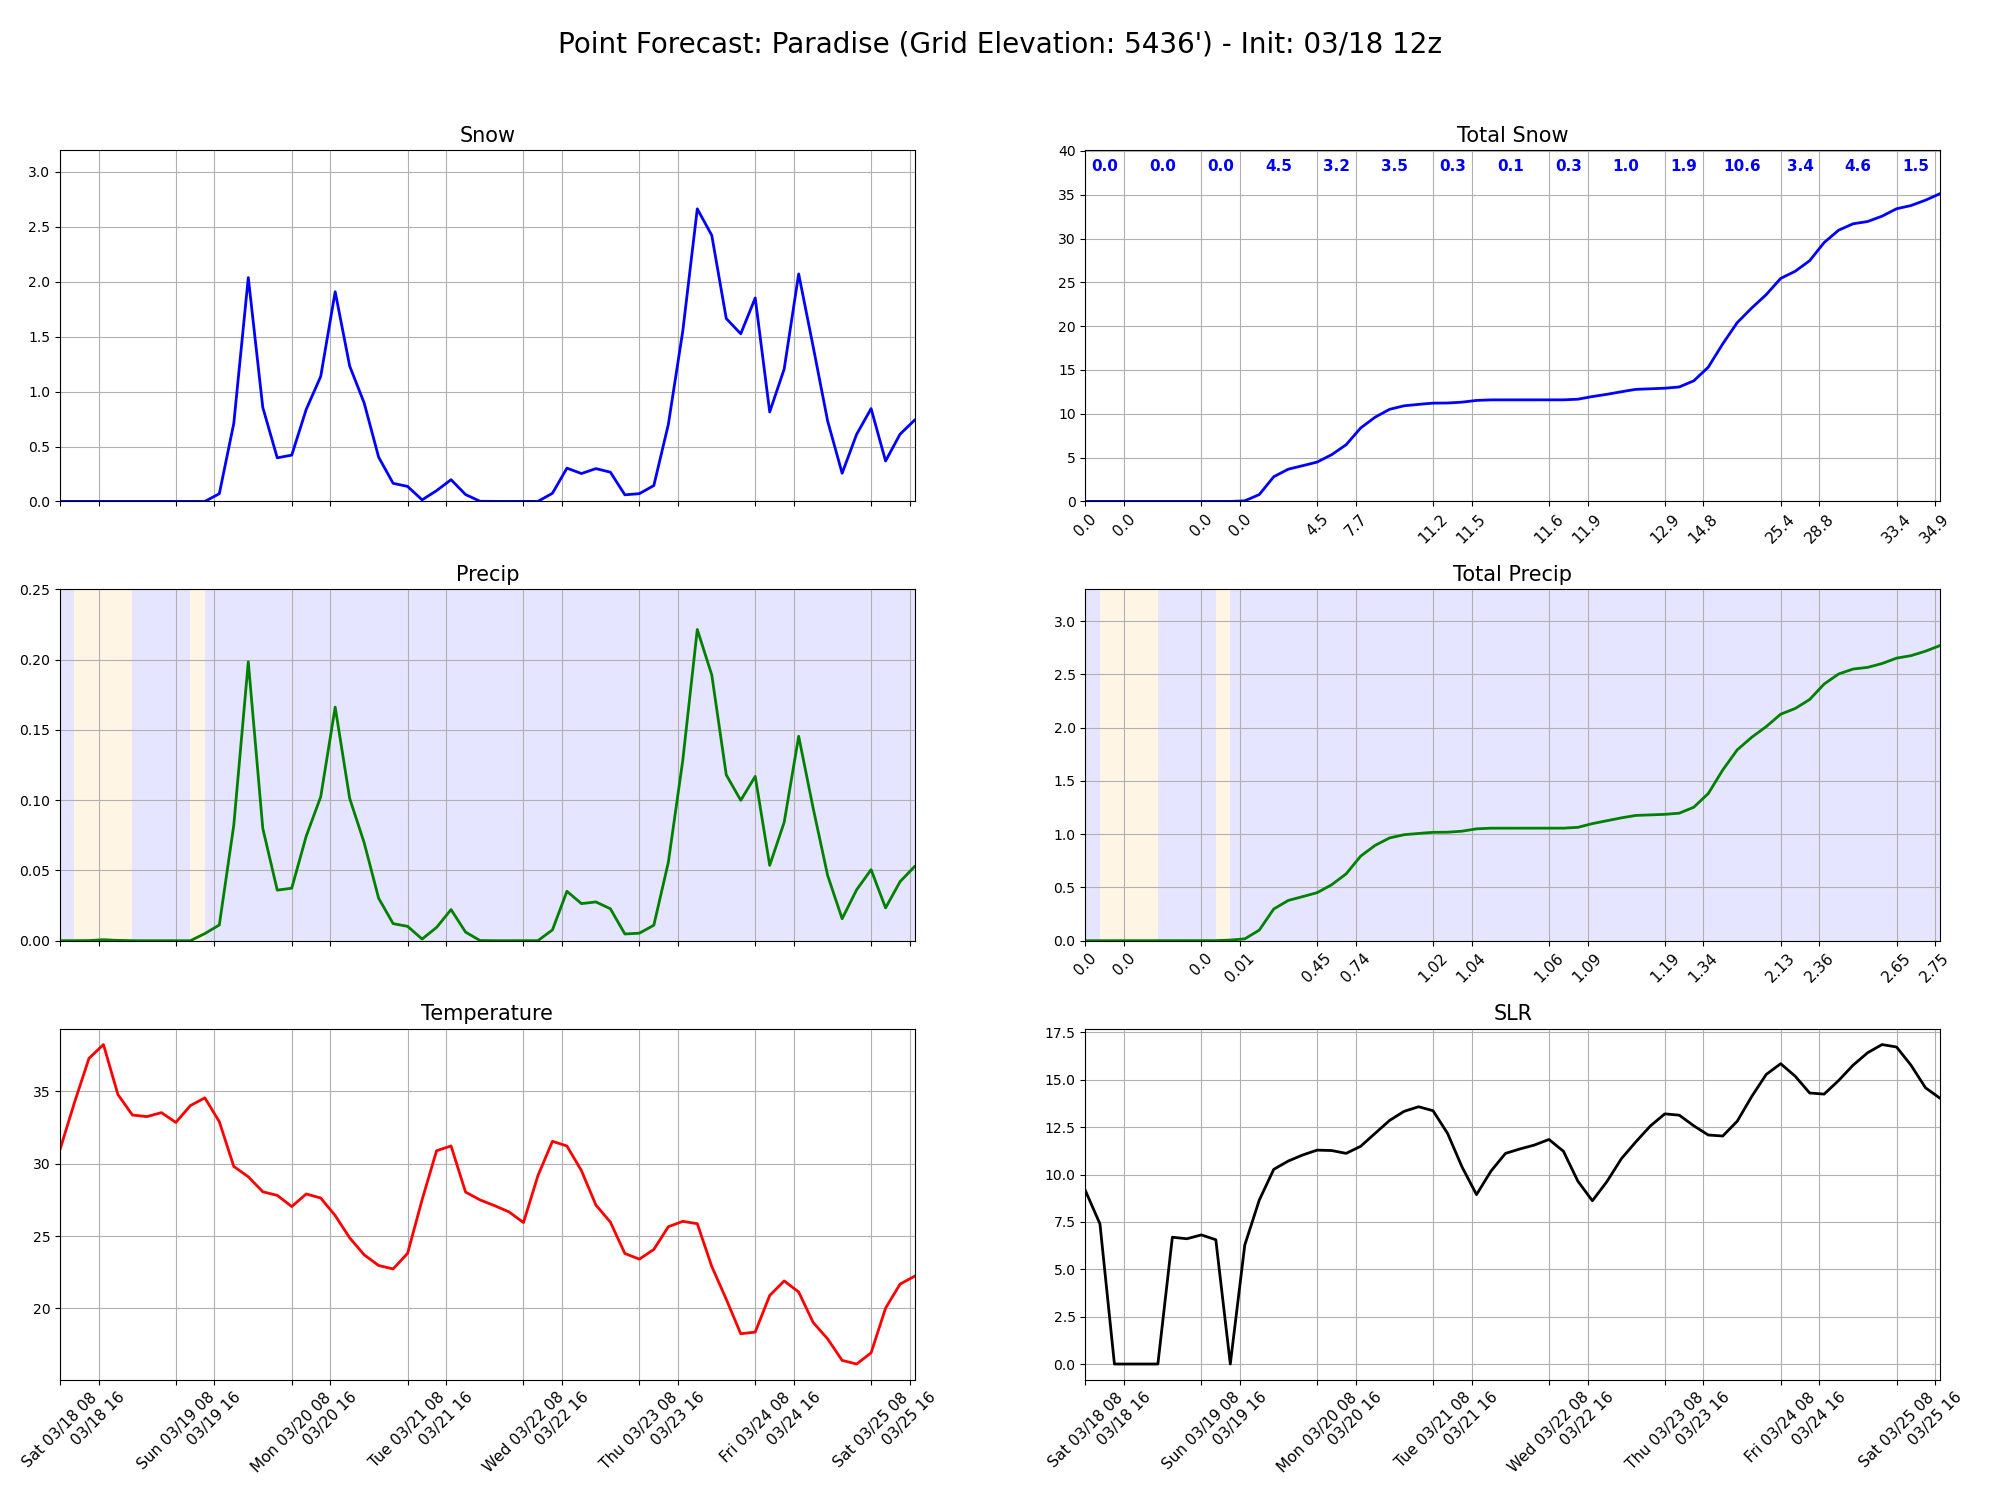 Point Forecast: Paradise (Grid Elevation: 5436') - Init: 03/18 12z
Snow
3.0
2.5
2.0
1.5
1.0
0.5
0.0
Total Snow
40
35
30
25
20
15
10
5
0
0.0 0.0 0.0 4.5 3.2 3.5 0.3 0.1 0.3 1.0 1.9 10.6 3.4 4.6 1.5
0.0 0.0 0.0 0.0 4.5 7.7 11.2 11.5 11.6 11.9 12.9 14.8 25.4 28.8 33.4 34.9
Precip
0.25
0.20
0.15
0.10
0.05
0.00
Total Precip
3.0
2.5
2.0
1.5
1.0
0.5
0.0
0.0 0.0 0.0 0.01 0.45 0.74 1.02 1.04 1.06 1.09 1.19 1.34 2.13 2.36 2.65 2.75
Temperature
35
30
25
20
Sat 03/18 08
03/18 16
Sun 03/19 08
03/19 16
Mon 03/20 08
03/20 16
Tue 03/21 08
03/21 16
Wed 03/22 08
03/22 16
Thu 03/23 08
03/23 16
Fri 03/24 08
03/24 16
Sat 03/25 08
03/25 16
SLR
17.5
15.0
12.5
10.0
7.5
5.0
2.5
0.0
Sat 03/18 08
03/18 16
Sun 03/19 08
03/19 16
Mon 03/20 08
03/20 16
Tue 03/21 08
03/21 16
Wed 03/22 08
03/22 16
Thu 03/23 08
03/23 16
Fri 03/24 08
03/24 16
Sat 03/25 08
03/25 16